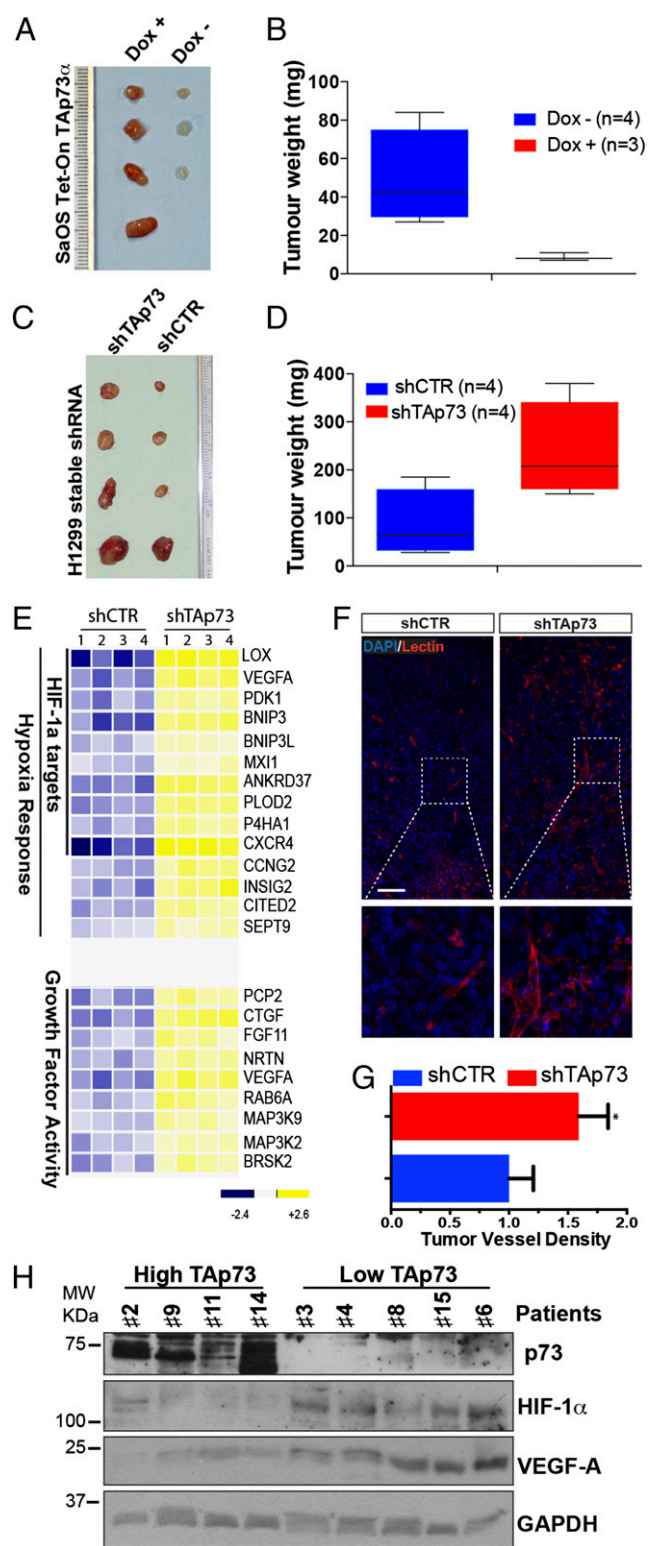 A
Dox +
Dox -
SaOS Tet-On TAp73α
B
Tumour weight (mg)
100
80
60
40
20
0
Dox - (n=4)
Dox + (n=3)
C
shTAp73
shCTR
H1299 stable shRNA
D
Tumour weight (mg)
400
300
200
100
0
shCTR (n=4)
shTAp73 (n=4)
E
shCTR
shTAp73
1 2 3 4 1 2 3 4
HIF-1a targets
Hypoxia Response
LOX
VEGFA
PDK1
BNIP3
BNIP3L
MXI1
ANKRD37
PLOD2
P4HA1
CXCR4
CCNG2
INSIG2
CITED2
SEPT9
Growth Factor Activity
PCP2
CTGF
FGF11
NRTN
VEGFA
RAB6A
MAP3K9
MAP3K2
BRSK2
-2.4 +2.6
F
shCTR
shTAp73
DAPI/Lectin
G
shCTR
shTAp73
*
0.0 0.5 1.0 1.5 2.0
Tumor Vessel Density
H
High TAp73
Low TAp73
MW
KDa
#2 #9 #11 #14 #3 #4 #8 #15 #6
Patients
75
p73
100
HIF-1α
25
VEGF-A
37
GAPDH